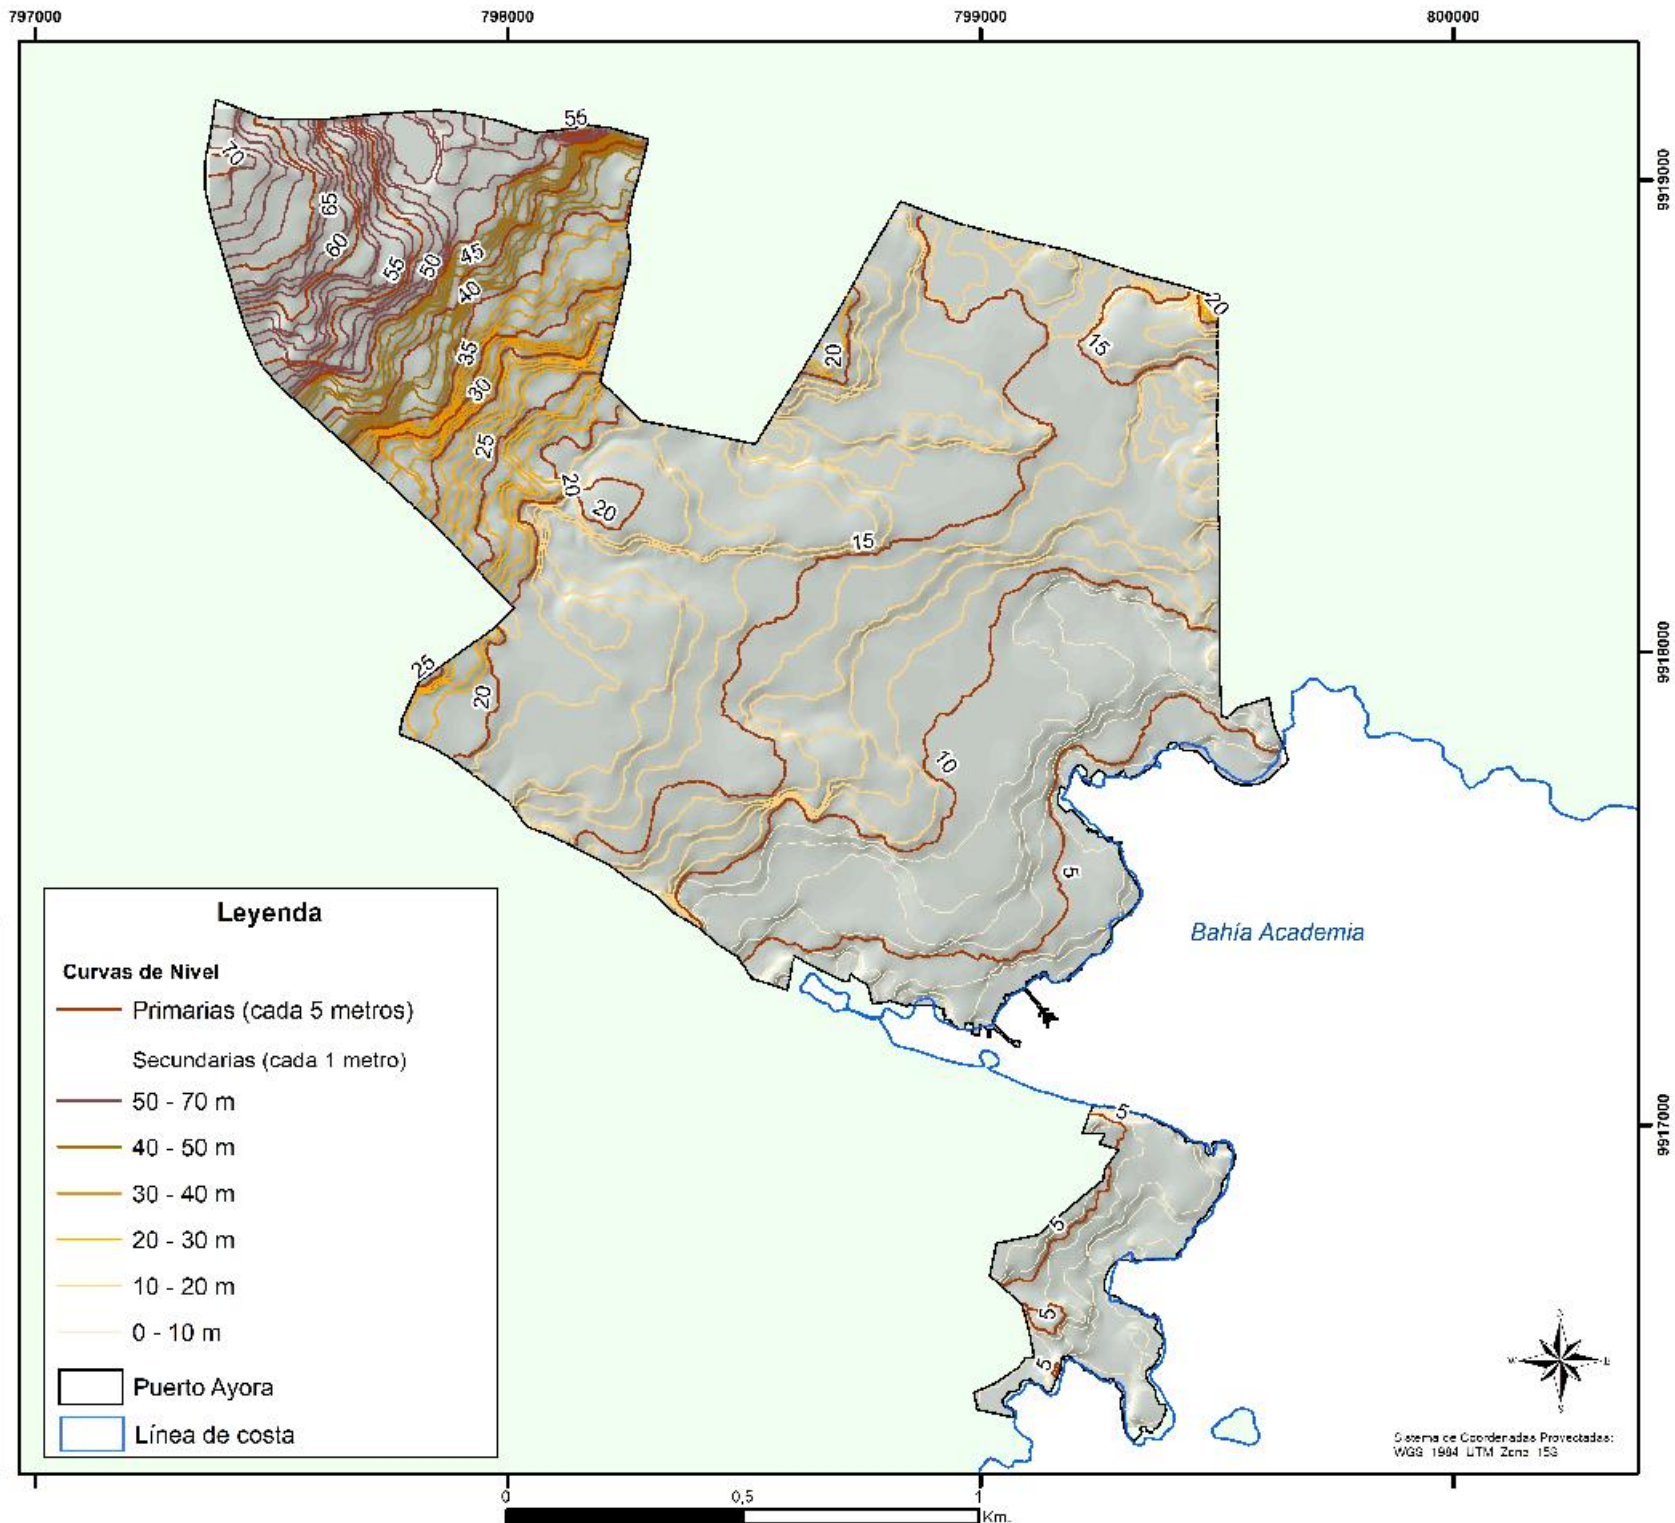 797000
798000
799000
800000
9919000
9918000
9917000
55
70
65
60
55
50
45
40
35
30
25
20
20
20
15
20
15
25
20
10
5
5
5
5
5
Bahía Academia
Leyenda
Curvas de Nivel
Primarias (cada 5 metros)
Secundarias (cada 1 metro)
50 - 70 m
40 - 50 m
30 - 40 m
20 - 30 m
10 - 20 m
0 - 10 m
Puerto Ayora
Línea de costa
N
W
E
S
Sistema de Coordenadas Proyectadas:
WGS 1984 UTM Zone 15S
0
0,5
1
Km.